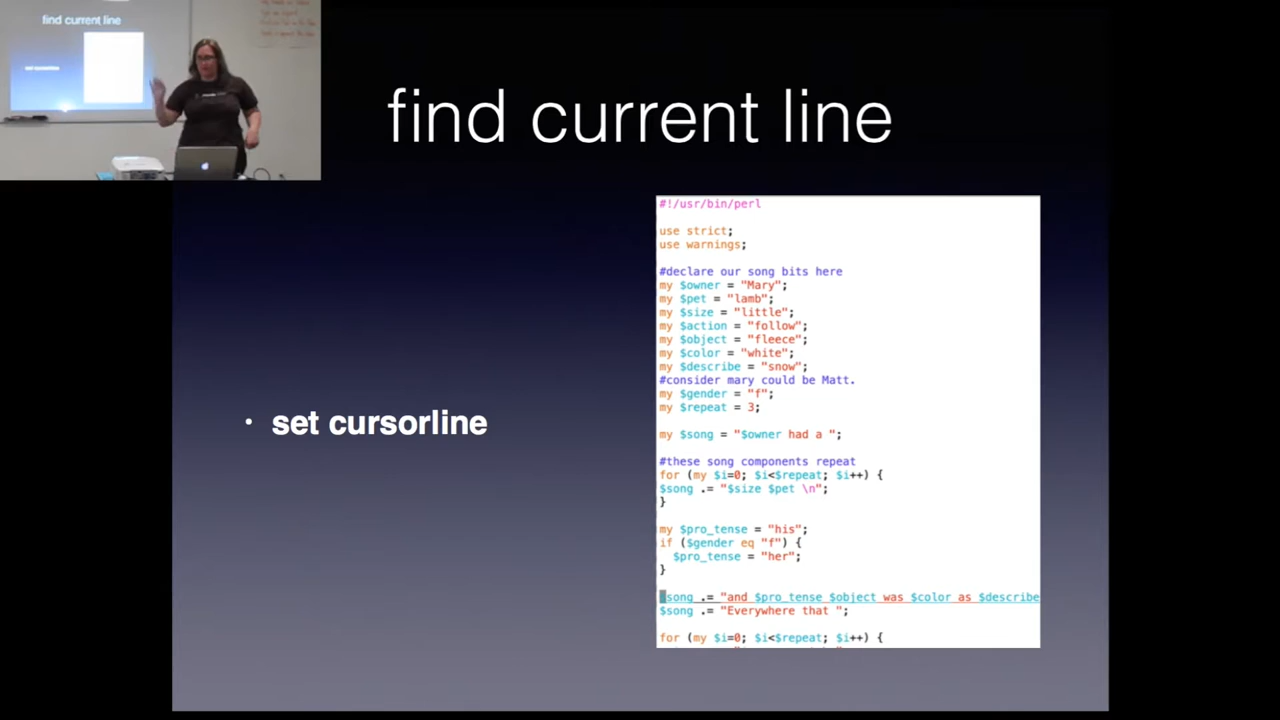 find current line
set cursorline
find current line
• set cursorline
#!/usr/bin/perl
use strict;
use warnings;
#declare our song bits here
my $owner = "Mary";
my $pet = "lamb";
my $size = "little";
my $action = "follow";
my $object = "fleece";
my $color = "white";
my $describe = "snow";
#consider mary could be Matt.
my $gender = "f";
my $repeat = 3;
my $song = "$owner had a ";
#these song components repeat
for (my $i=0; $i<$repeat; $i++) {
$song .= "$size $pet \n";
}
my $pro_tense = "his";
if ($gender eq "f") {
  $pro_tense = "her";
}
$song .= "and $pro_tense $object was $color as $describe
$song .= "Everywhere that ";
for (my $i=0; $i<$repeat; $i++) {